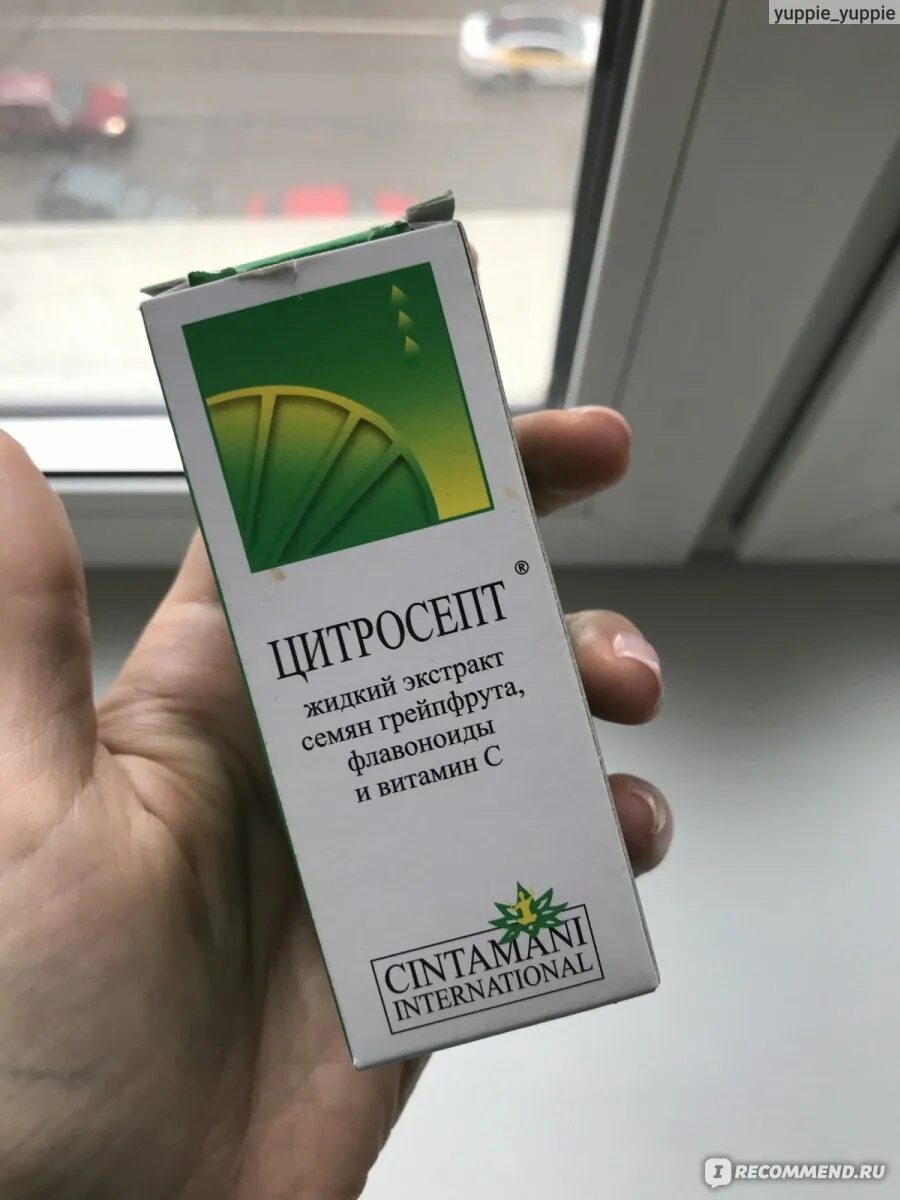 yuppie_yuppie
ЦИТРОСЕПТ ®
жидкий экстракт
семян грейпфрута,
флавоноиды
и витамин С
CINTAMANI
INTERNATIONAL
I RECOMMEND.RU